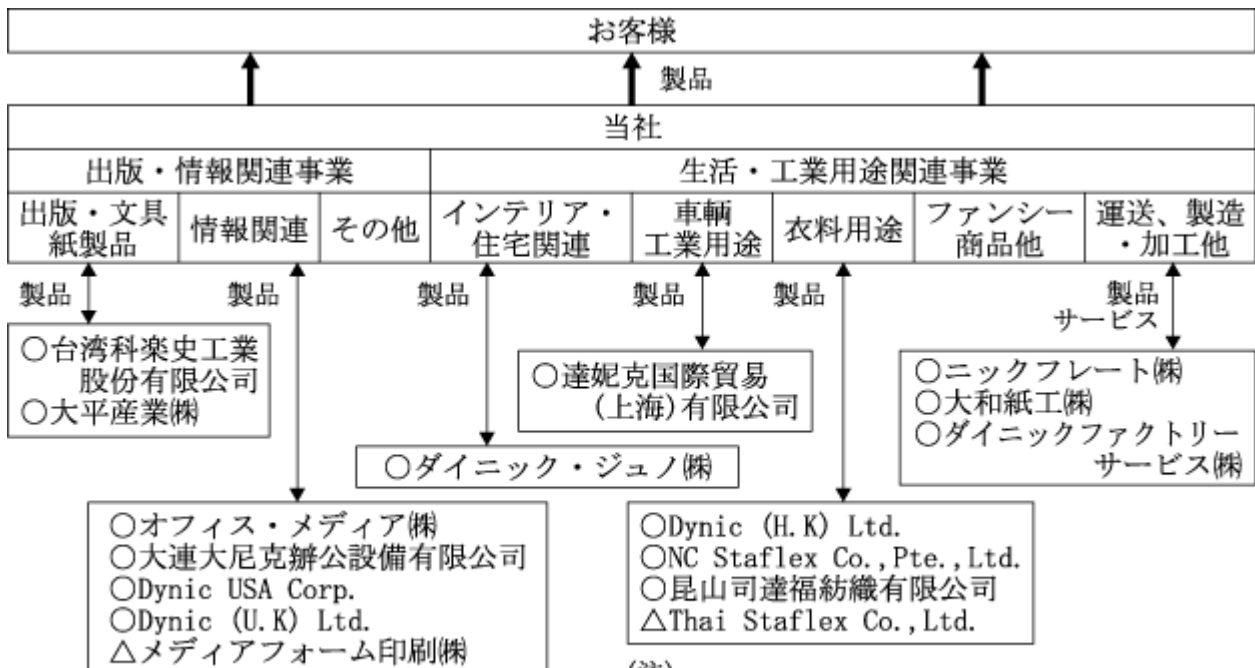 お客様
製品
当社
出版・情報関連事業
生活・工業用途関連事業
出版・文具
紙製品
情報関連
その他
インテリア・
住宅関連
車輌
工業用途
衣料用途
ファンシー
商品他
運送、製造
・加工他
製品
製品
製品
製品
製品
製品
サービス
○台湾科楽史工業
股份有限公司
○大平産業㈱
○達妮克国際貿易
(上海)有限公司
○ニックフレート㈱
○大和紙工㈱
○ダイニックファクトリー
サービス㈱
○ダイニック・ジュノ㈱
○オフィス・メディア㈱
○大連大尼克辦公設備有限公司
○Dynic USA Corp.
○Dynic (U.K) Ltd.
△メディアフォーム印刷㈱
○Dynic (H.K) Ltd.
○NC Staflex Co.,Pte.,Ltd.
○昆山司達福紡織有限公司
△Thai Staflex Co.,Ltd.